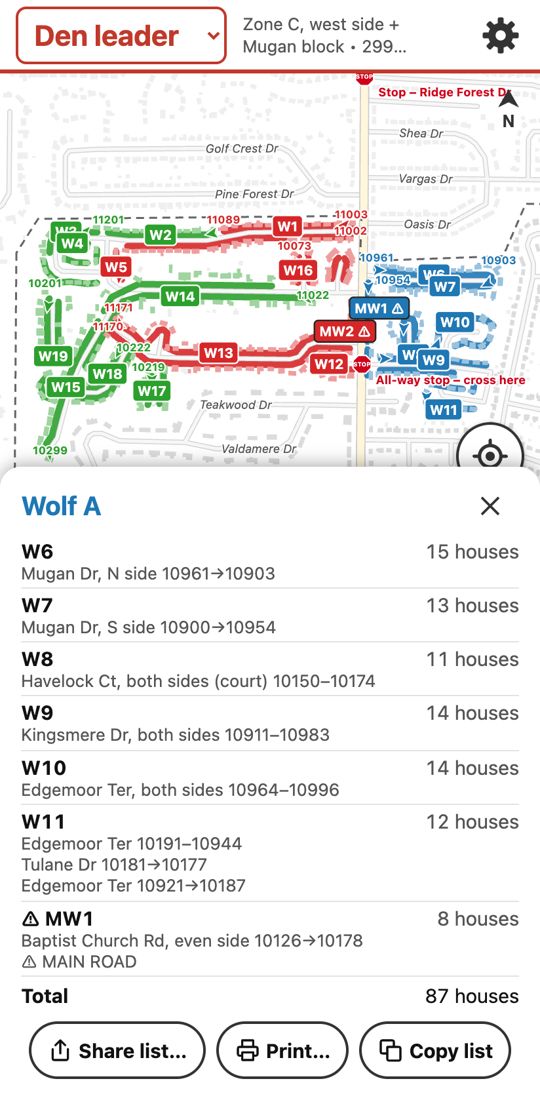 Den leader
Zone C, west side +
Mugan block • 299...
STOP
Stop – Ridge Forest Dr
N
Shea Dr
Golf Crest Dr
Vargas Dr
Pine Forest Dr
11201
11089
11003
Oasis Dr
W2
W1
11002
W4
10073
10961
10903
W5
W16
W6
10954
W7
10201
W14
11022
11171
MW1 ⚠
11170
MW2 ⚠
W10
10222
W13
W19
10219
W12
STOP
W9
W18
All-way stop – cross here
W15
W17
Teakwood Dr
W11
10299
Valdamere Dr
Wolf A
W6
15 houses
Mugan Dr, N side 10961→10903
W7
13 houses
Mugan Dr, S side 10900→10954
W8
11 houses
Havelock Ct, both sides (court) 10150–10174
W9
14 houses
Kingsmere Dr, both sides 10911–10983
W10
14 houses
Edgemoor Ter, both sides 10964–10996
W11
12 houses
Edgemoor Ter 10191–10944
Tulane Dr 10181→10177
Edgemoor Ter 10921→10187
⚠ MW1
8 houses
Baptist Church Rd, even side 10126→10178
⚠ MAIN ROAD
Total
87 houses
Share list...
Print...
Copy list